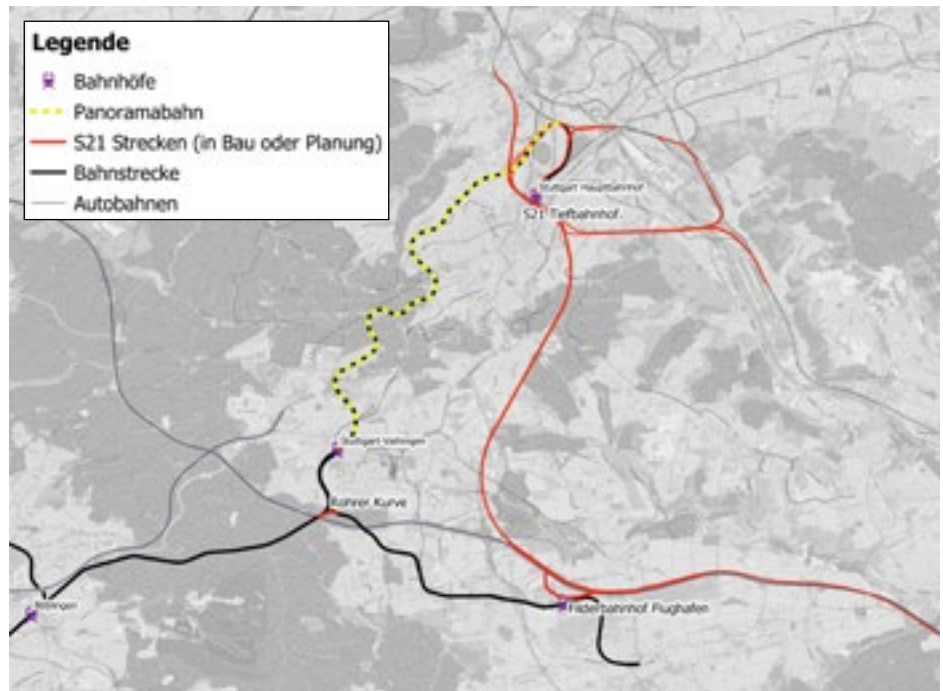 Legende
Bahnhöfe
Panoramabahn
S21 Strecken (in Bau oder Planung)
Bahnstrecke
Autobahnen
Stuttgart Hauptbahnhof
S21 Tiefbahnhof
Stuttgart-Vaihingen
Rohrer Kurve
Böblingen
Filderbahnhof Flughafen